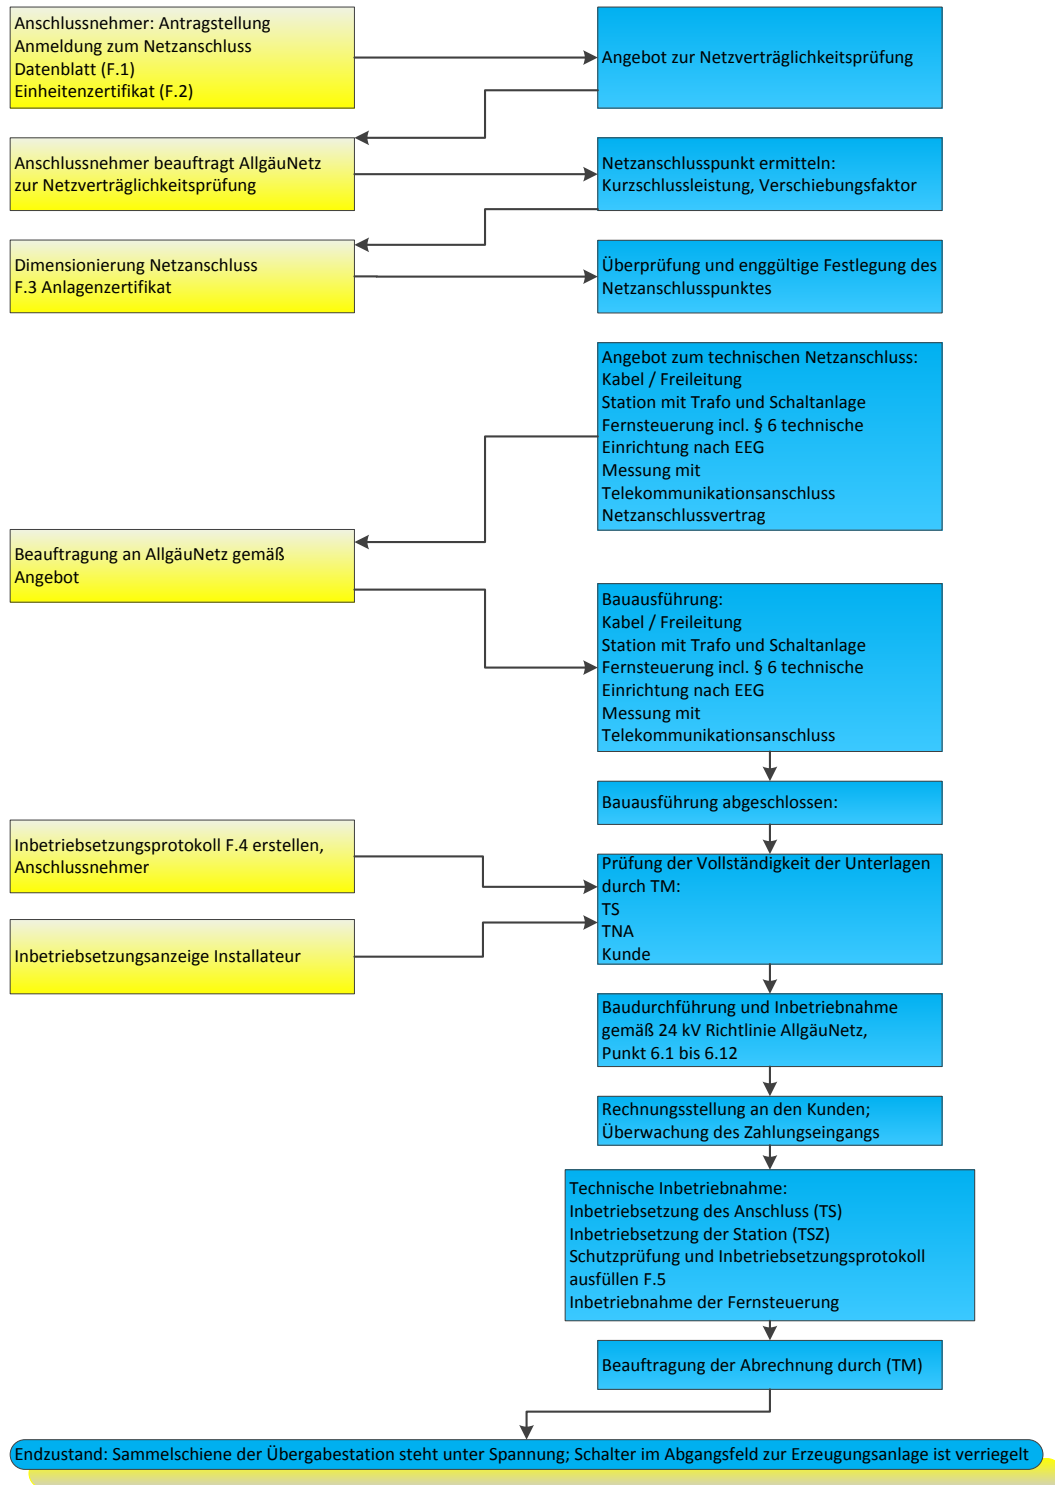 Anschlussnehmer: Antragstellung
Anmeldung zum Netzanschluss
Datenblatt (F.1)
Einheitenzertifikat (F.2)
Angebot zur Netzverträglichkeitsprüfung
Anschlussnehmer beauftragt AllgäuNetz
zur Netzverträglichkeitsprüfung
Netzanschlusspunkt ermitteln:
Kurzschlussleistung, Verschiebungsfaktor
Dimensionierung Netzanschluss
F.3 Anlagenzertifikat
Überprüfung und enggültige Festlegung des
Netzanschlusspunktes
Angebot zum technischen Netzanschluss:
Kabel / Freileitung
Station mit Trafo und Schaltanlage
Fernsteuerung incl. § 6 technische
Einrichtung nach EEG
Messung mit
Telekommunikationsanschluss
Netzanschlussvertrag
Beauftragung an AllgäuNetz gemäß
Angebot
Bauausführung:
Kabel / Freileitung
Station mit Trafo und Schaltanlage
Fernsteuerung incl. § 6 technische
Einrichtung nach EEG
Messung mit
Telekommunikationsanschluss
Bauausführung abgeschlossen:
Inbetriebsetzungsprotokoll F.4 erstellen,
Anschlussnehmer
Prüfung der Vollständigkeit der Unterlagen
durch TM:
TS
TNA
Kunde
Inbetriebsetzungsanzeige Installateur
Baudurchführung und Inbetriebnahme
gemäß 24 kV Richtlinie AllgäuNetz,
Punkt 6.1 bis 6.12
Rechnungsstellung an den Kunden;
Überwachung des Zahlungseingangs
Technische Inbetriebnahme:
Inbetriebsetzung des Anschluss (TS)
Inbetriebsetzung der Station (TSZ)
Schutzprüfung und Inbetriebsetzungsprotokoll
ausfüllen F.5
Inbetriebnahme der Fernsteuerung
Beauftragung der Abrechnung durch (TM)
Endzustand: Sammelschiene der Übergabestation steht unter Spannung; Schalter im Abgangsfeld zur Erzeugungsanlage ist verriegelt